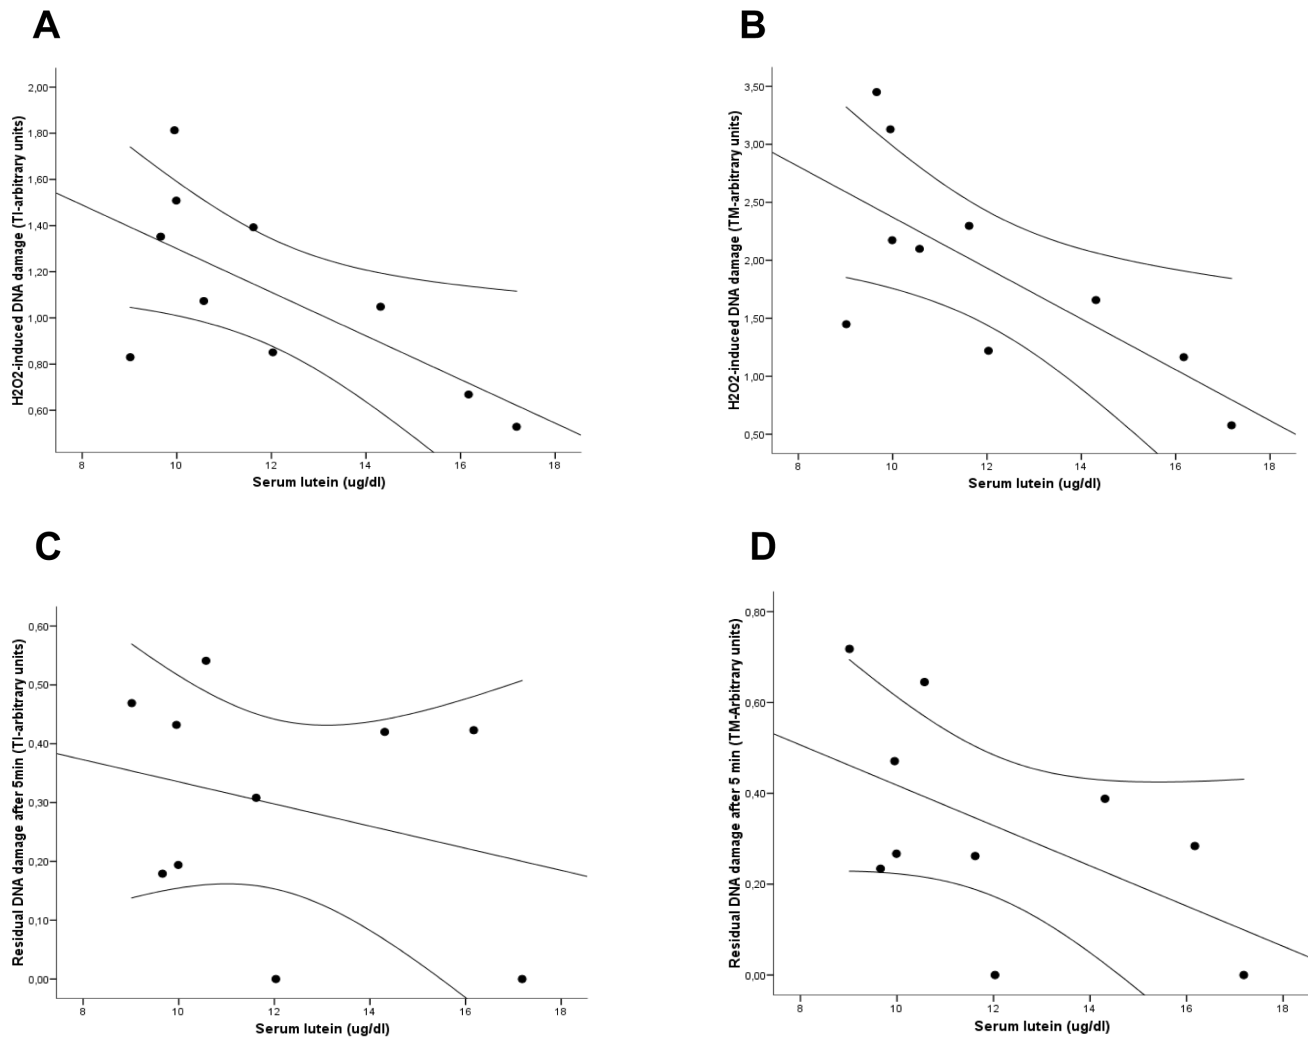 A
H2O2-induced DNA damage (TI-arbitrary units)
2,00
1,80
1,60
1,40
1,20
1,00
0,80
0,60
8 10 12 14 16 18
Serum lutein (ug/dl)
B
H2O2-induced DNA damage (TM-arbitrary units)
3,50
3,00
2,50
2,00
1,50
1,00
0,50
8 10 12 14 16 18
Serum lutein (ug/dl)
C
Residual DNA damage after 5min (TI-arbitrary units)
0,60
0,50
0,40
0,30
0,20
0,10
0,00
8 10 12 14 16 18
Serum lutein (ug/dl)
D
Residual DNA damage after 5 min (TM-Arbitrary units)
0,80
0,60
0,40
0,20
0,00
8 10 12 14 16 18
Serum lutein (ug/dl)